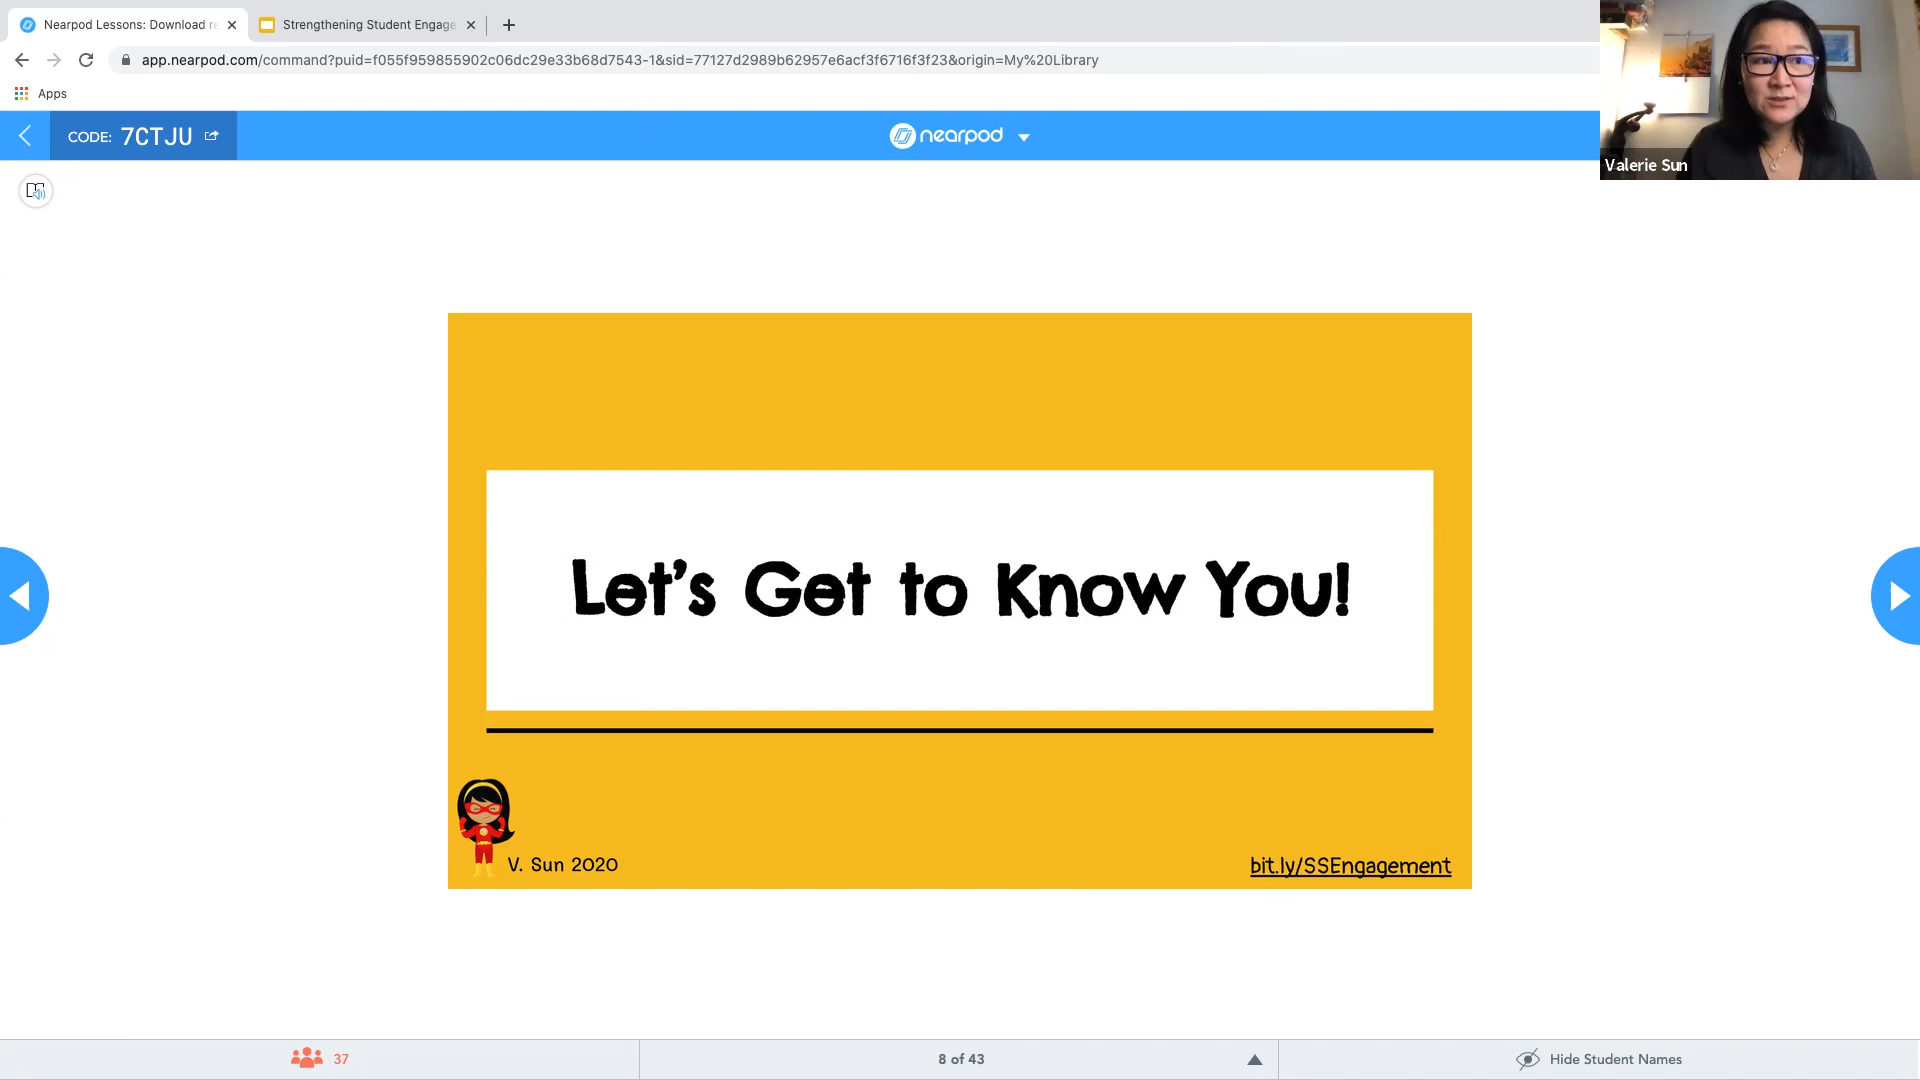 Nearpod Lessons: Download re
Strengthening Student Engage
app.nearpod.com/command?puid=f055f959855902c06dc29e33b68d7543-1&sid=77127d2989b62957e6acf3f6716f3f23&origin=My%20Library
Apps
CODE: 7CTJU
nearpod
Valerie Sun
Let's Get to Know You!
V. Sun 2020
bit.ly/SSEngagement
37
8 of 43
Hide Student Names